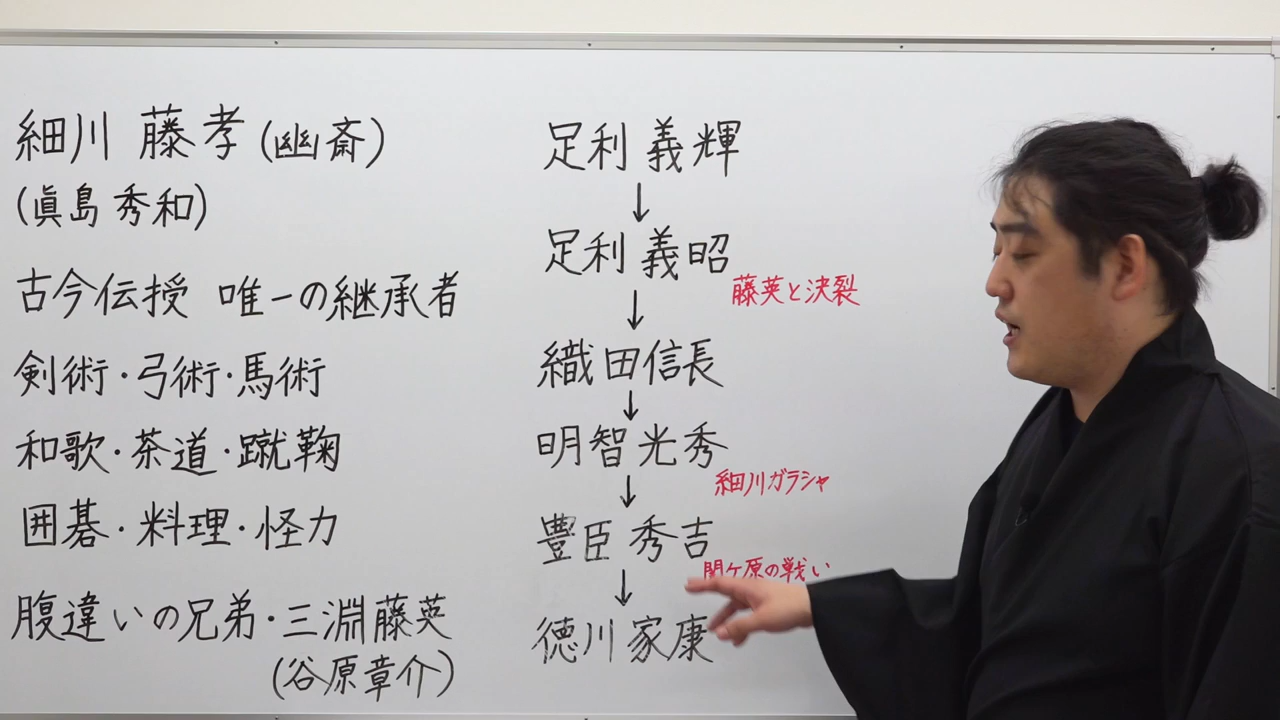 細川 藤孝(幽斎)
(眞島 秀和)
古今伝授 唯一の継承者
剣術・弓術・馬術
和歌・茶道・蹴鞠
囲碁・料理・怪力
腹違いの兄弟・三淵藤英
(谷原章介)
足利 義輝
↓
足利 義昭
藤英と決裂
↓
織田信長
↓
明智光秀
細川ガラシャ
↓
豊臣 秀吉
関ヶ原の戦い
↓
徳川家康